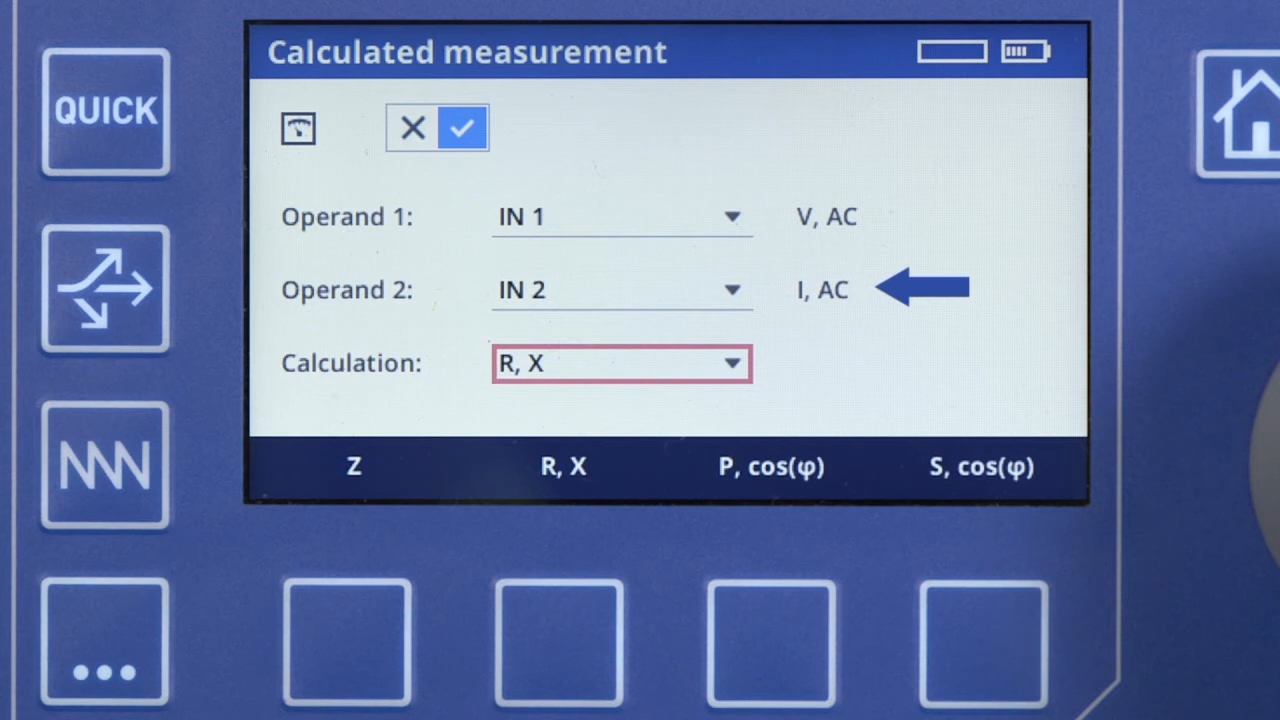 QUICK
Calculated measurement
Operand 1: IN 1 V, AC
Operand 2: IN 2 I, AC
Calculation: R, X
Z R, X P, cos(φ) S, cos(φ)